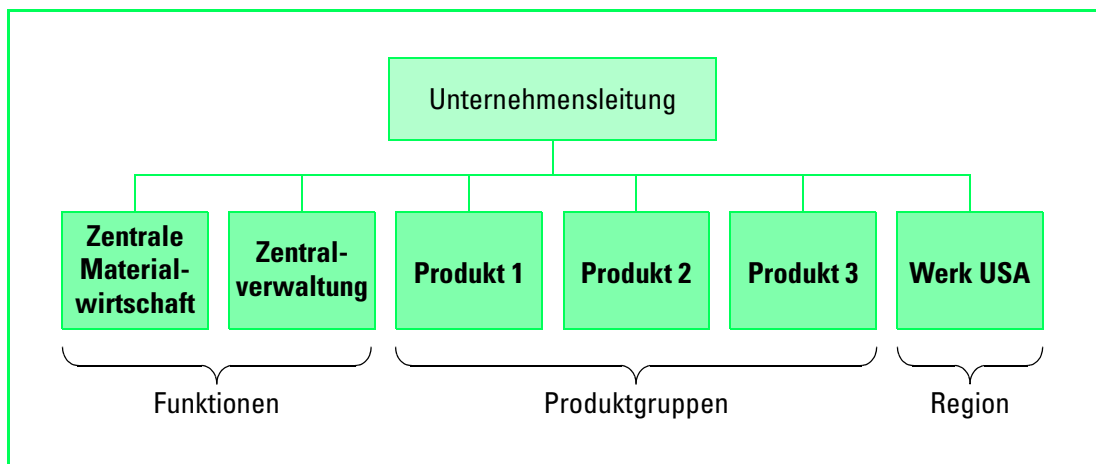 Unternehmensleitung
Zentrale
Material-
wirtschaft
Zentral-
verwaltung
Produkt 1
Produkt 2
Produkt 3
Werk USA
Funktionen
Produktgruppen
Region